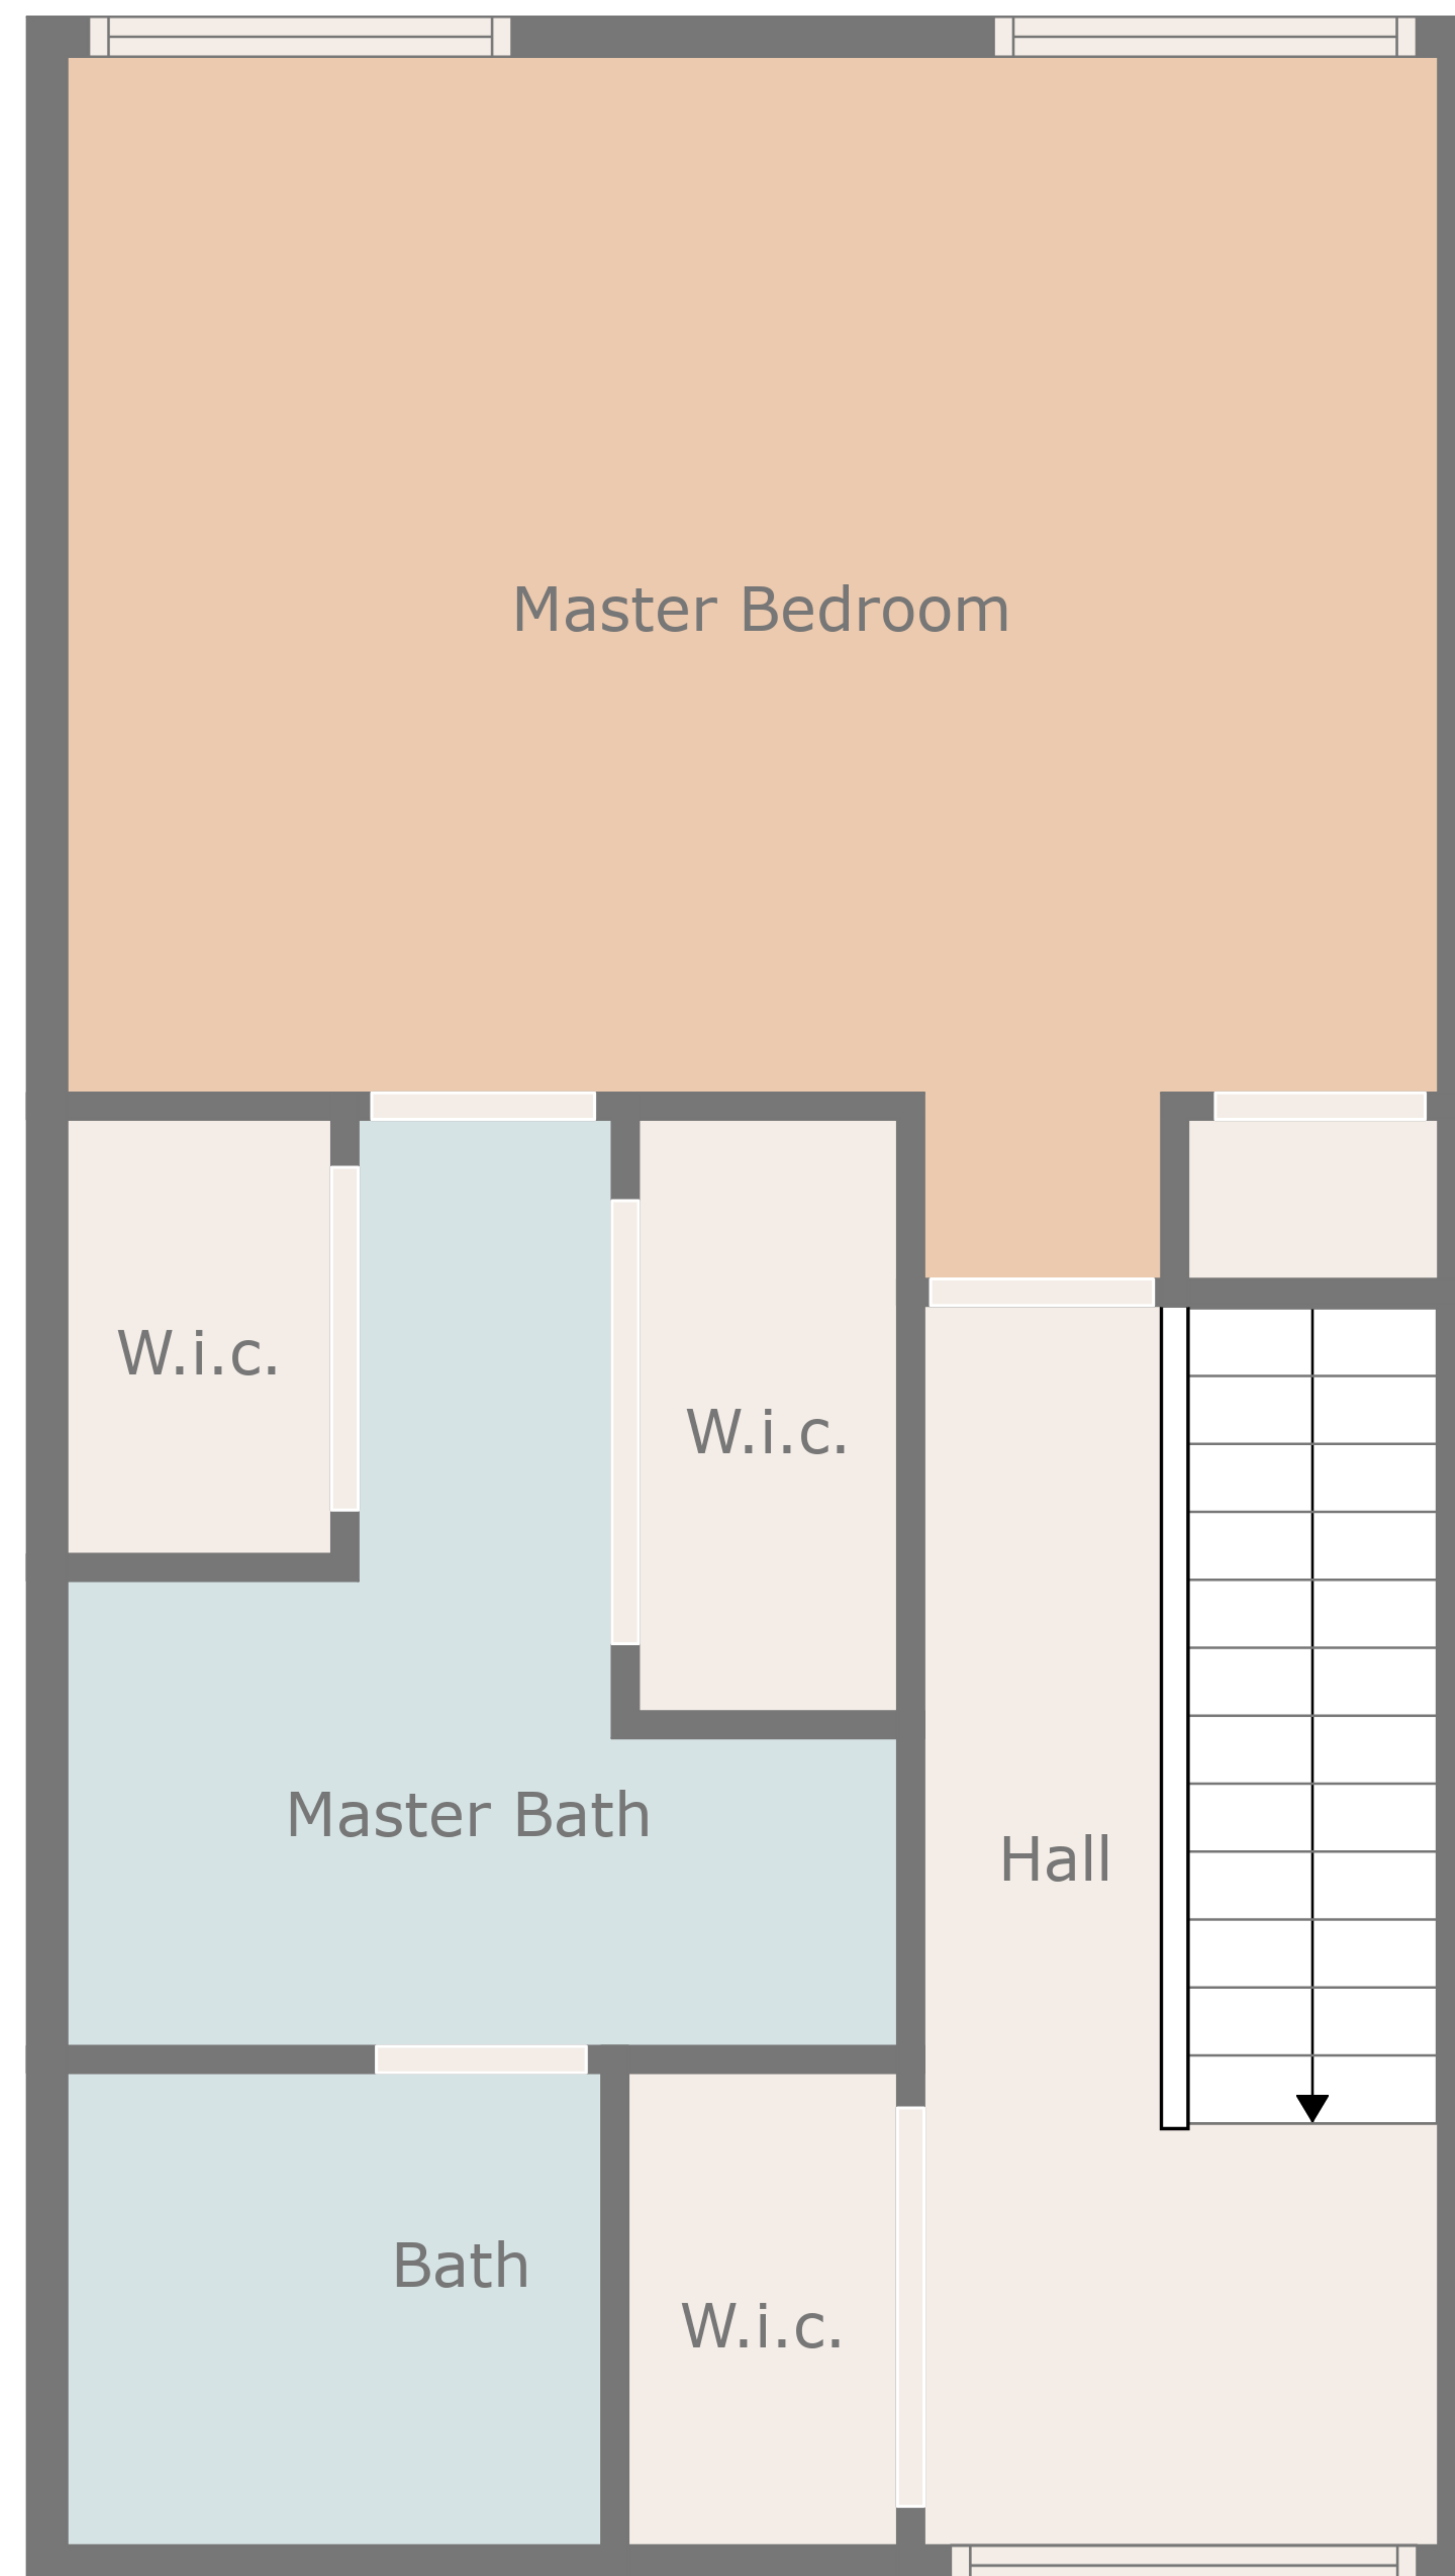 Master Bedroom
W.i.c.
W.i.c.
Master Bath
Hall
Bath
W.i.c.